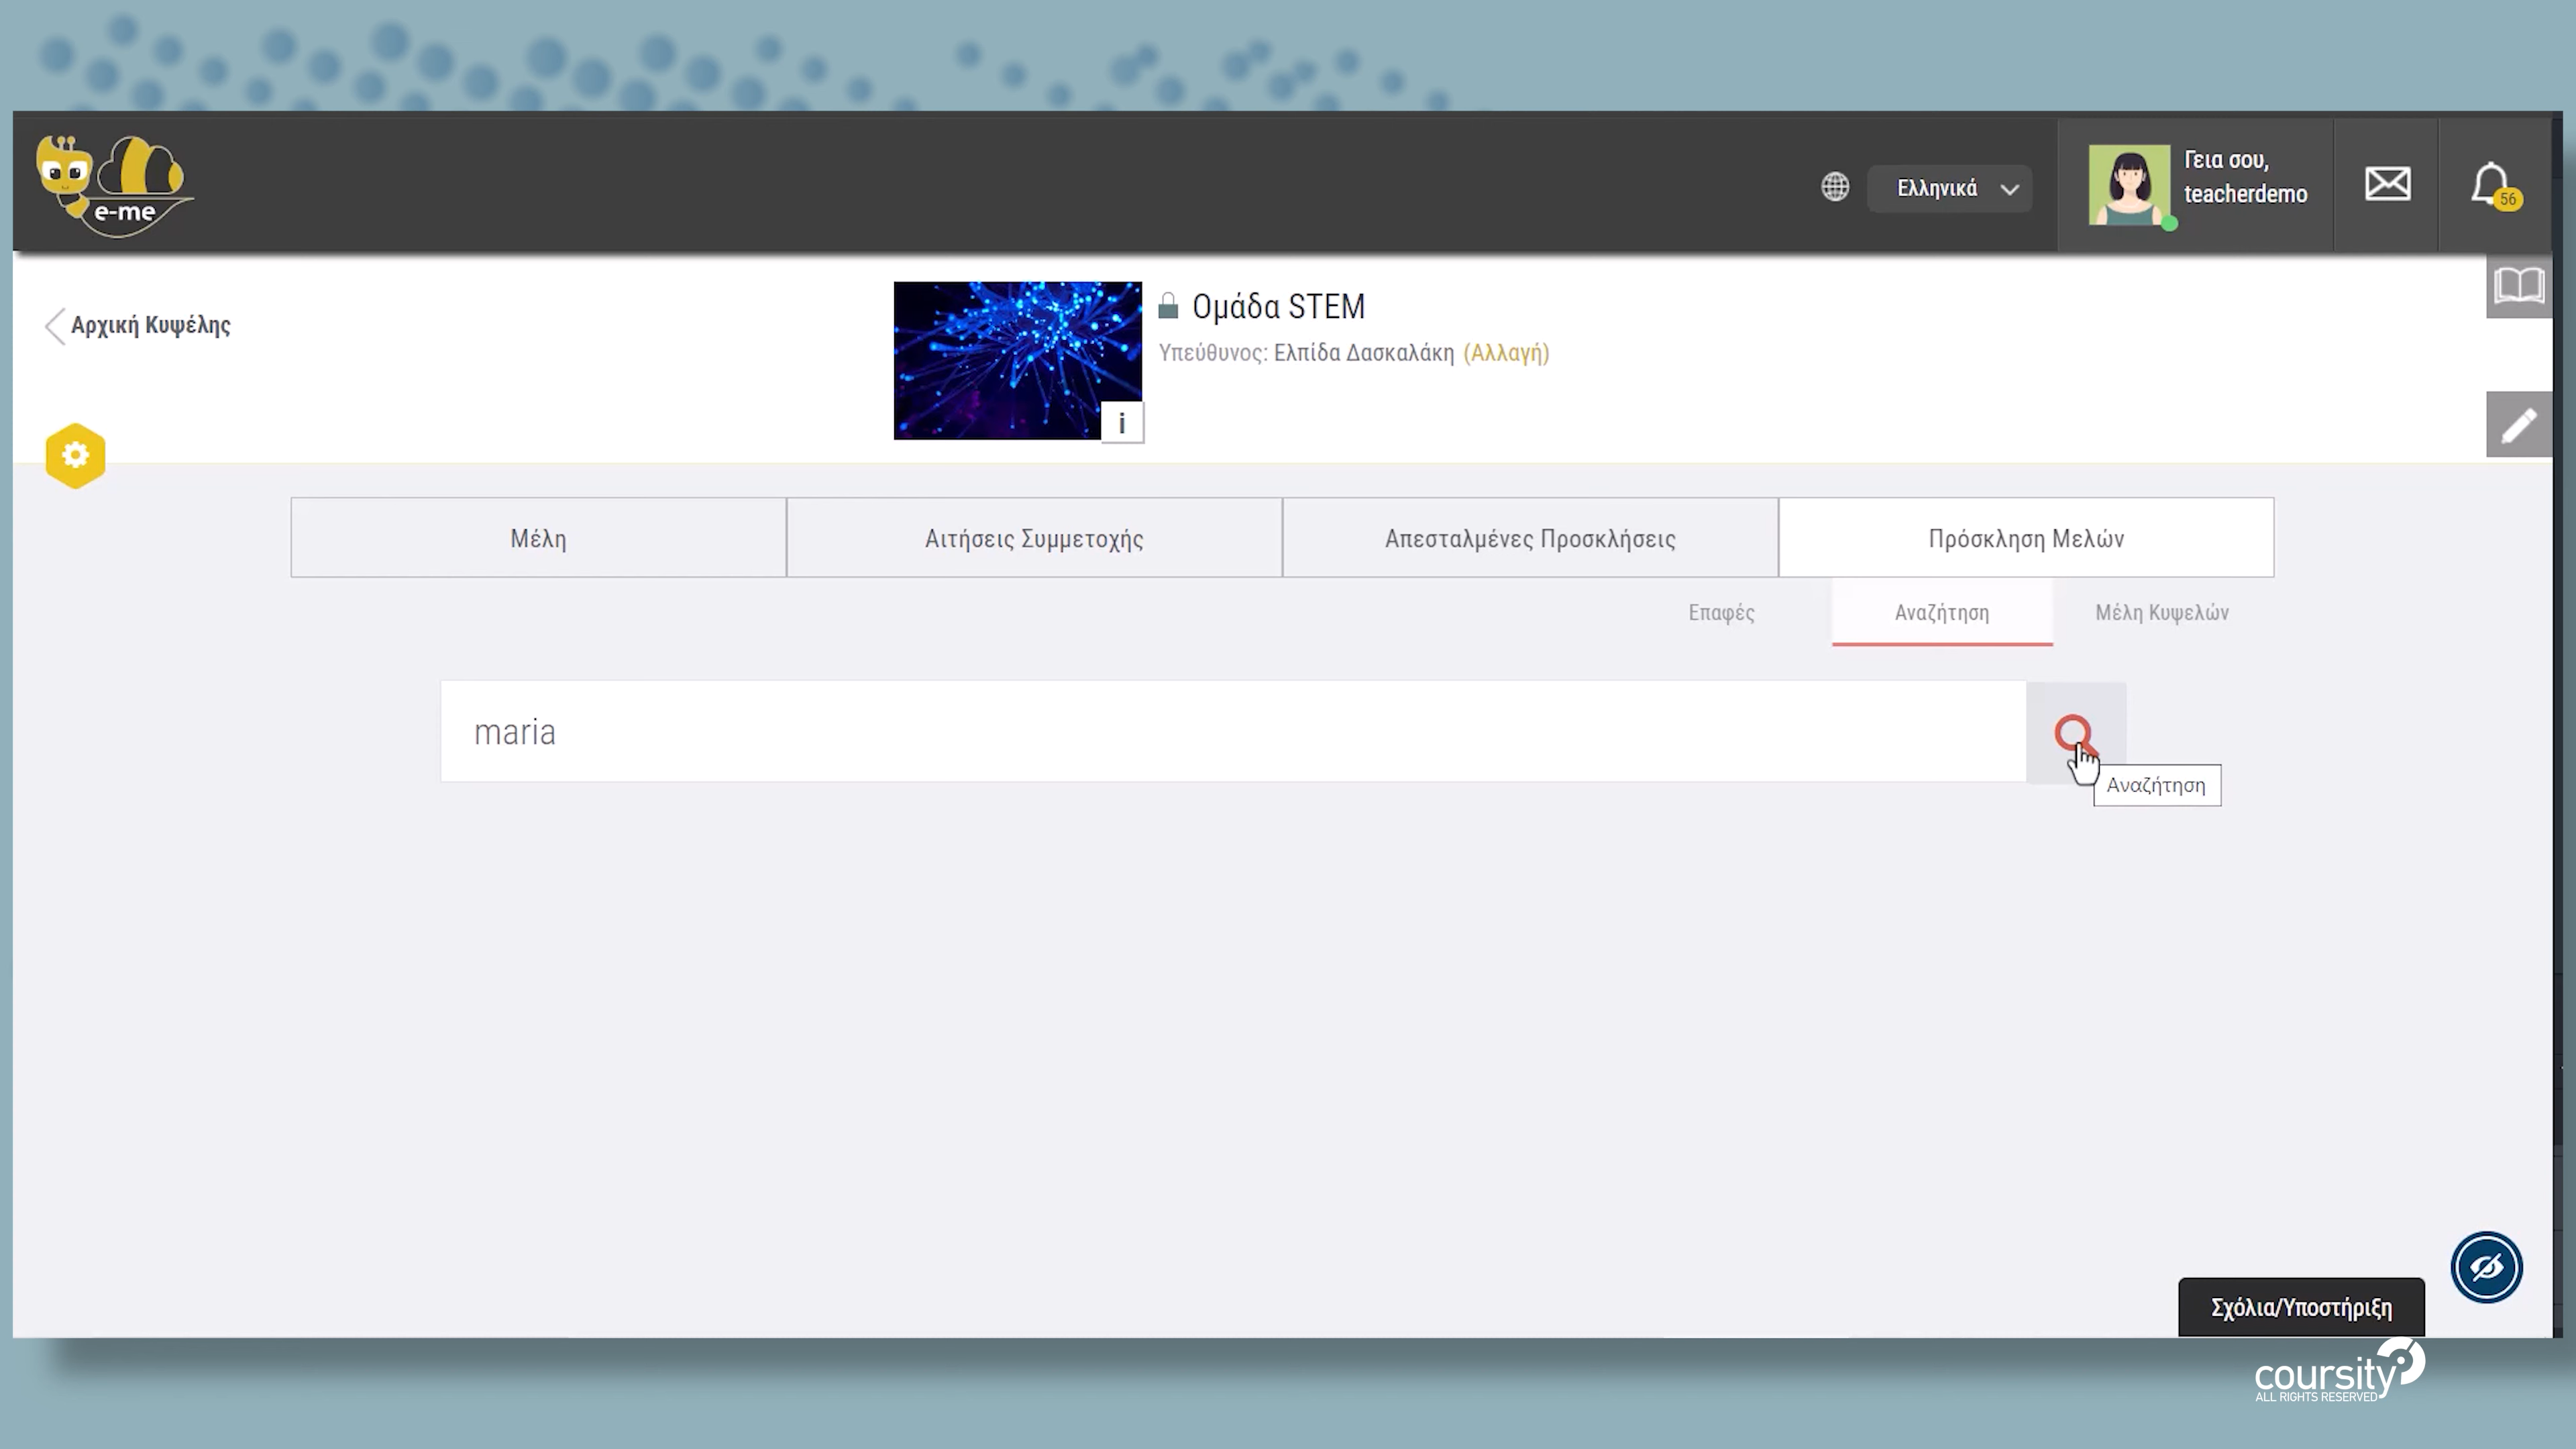 e-me
Ελληνικά
Γεια σου,
teacherdemo
56
Αρχική Κυψέλης
Ομάδα STEM
Υπεύθυνος: Ελπίδα Δασκαλάκη (Αλλαγή)
i
Μέλη
Αιτήσεις Συμμετοχής
Απεσταλμένες Προσκλήσεις
Πρόσκληση Μελών
Επαφές
Αναζήτηση
Μέλη Κυψελών
maria
Αναζήτηση
Σχόλια/Υποστήριξη
coursity
ALL RIGHTS RESERVED